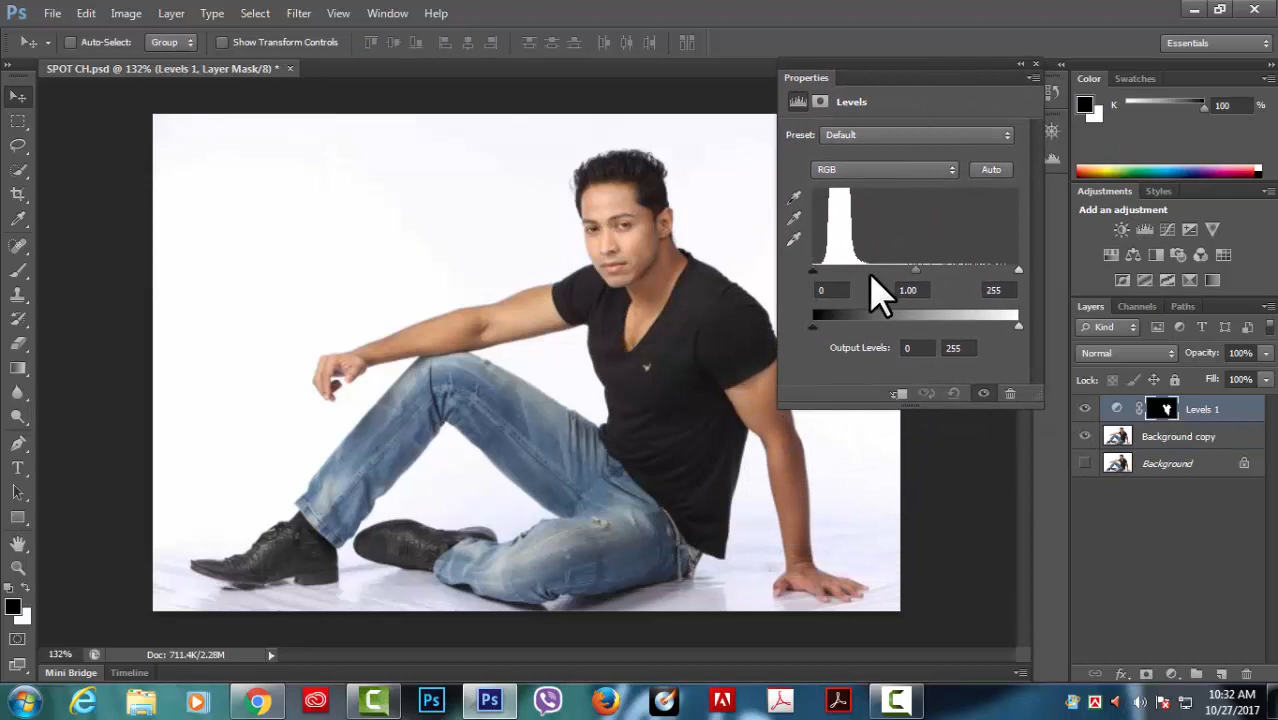 Ps File Edit Image Layer Type Select Filter View Window Help
Auto-Select: Group Show Transform Controls Essentials
SPOT CH.psd @ 132% (Levels 1, Layer Mask/8) * ×
Properties
Levels
Preset: Default
RGB Auto
0 1.00 255
Output Levels: 0 255
Color Swatches
K 100 %
Adjustments Styles
Add an adjustment
Layers Channels Paths
Kind
Normal Opacity: 100%
Lock: Fill: 100%
Levels 1
Background copy
Background
132% Doc: 711.4K/2.28M
Mini Bridge Timeline
Ps Ps
10:32 AM
10/27/2017